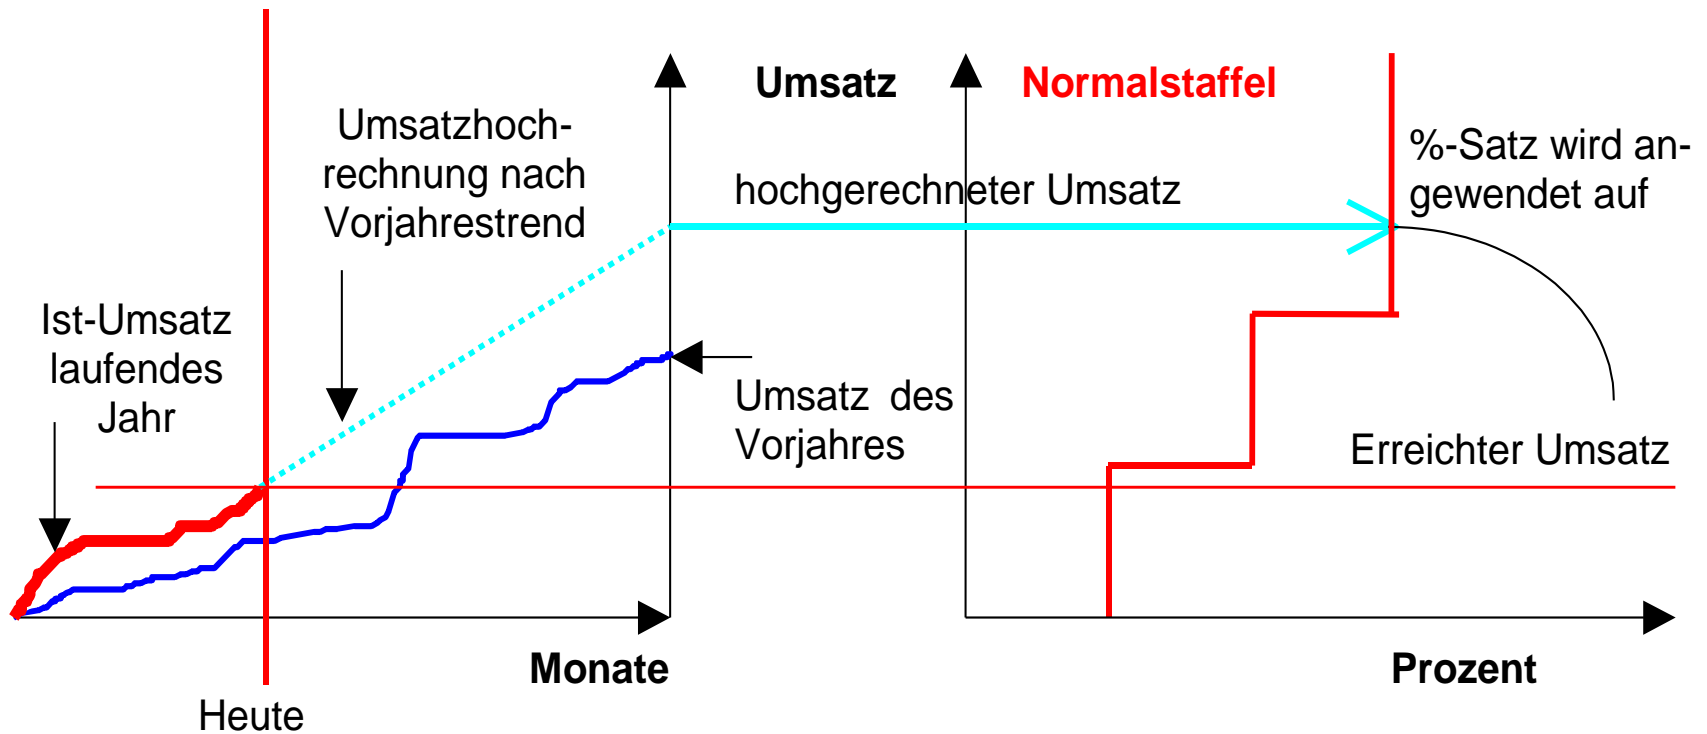 Umsatz
Normalstaffel
Umsatzhoch-
rechnung nach
Vorjahrestrend
%-Satz wird an-
gewendet auf
hochgerechneter Umsatz
Ist-Umsatz
laufendes
Jahr
Umsatz des
Vorjahres
Erreichter Umsatz
Monate
Prozent
Heute